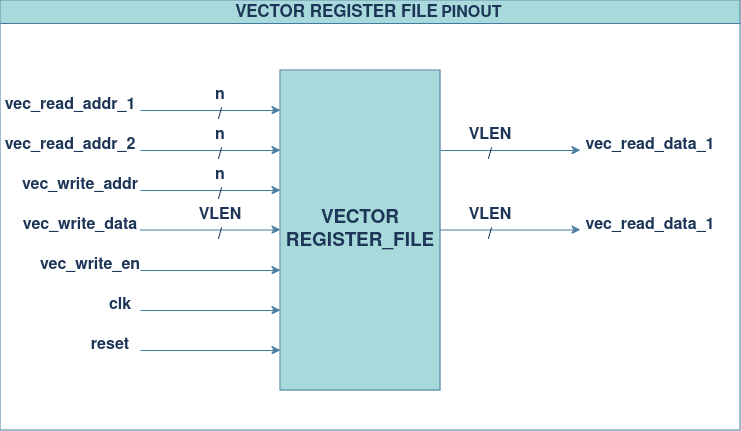 VECTOR REGISTER FILE PINOUT
vec_read_addr_1
n
/
vec_read_addr_2
n
/
vec_write_addr
n
/
vec_write_data
VLEN
/
vec_write_en
clk
reset
VECTOR
REGISTER_FILE
VLEN
/
vec_read_data_1
VLEN
/
vec_read_data_1